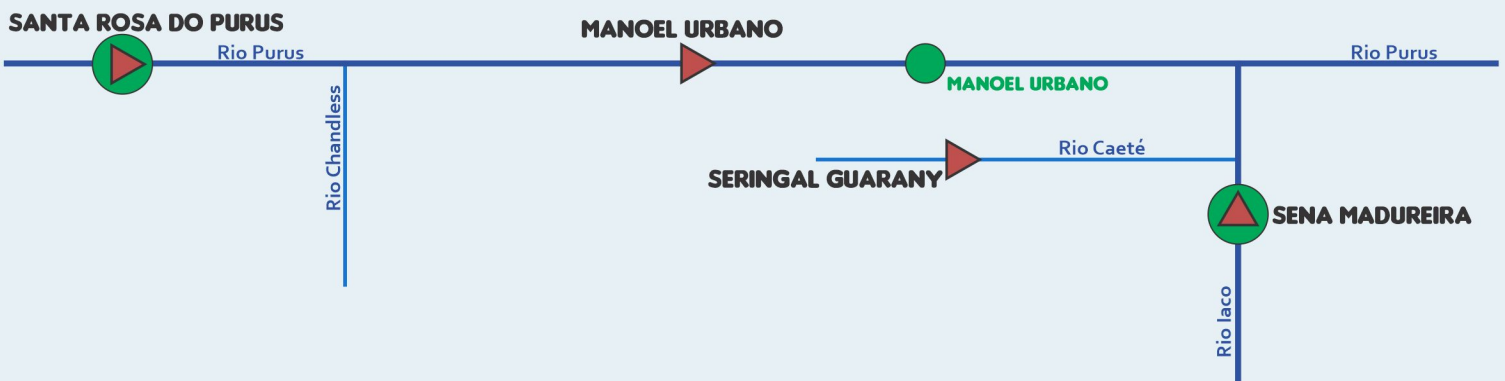 SANTA ROSA DO PURUS
Rio Purus
MANOEL URBANO
Rio Purus
MANOEL URBANO
Rio Chandless
Rio Caeté
SERINGAL GUARANY
SENA MADUREIRA
Rio Iaco